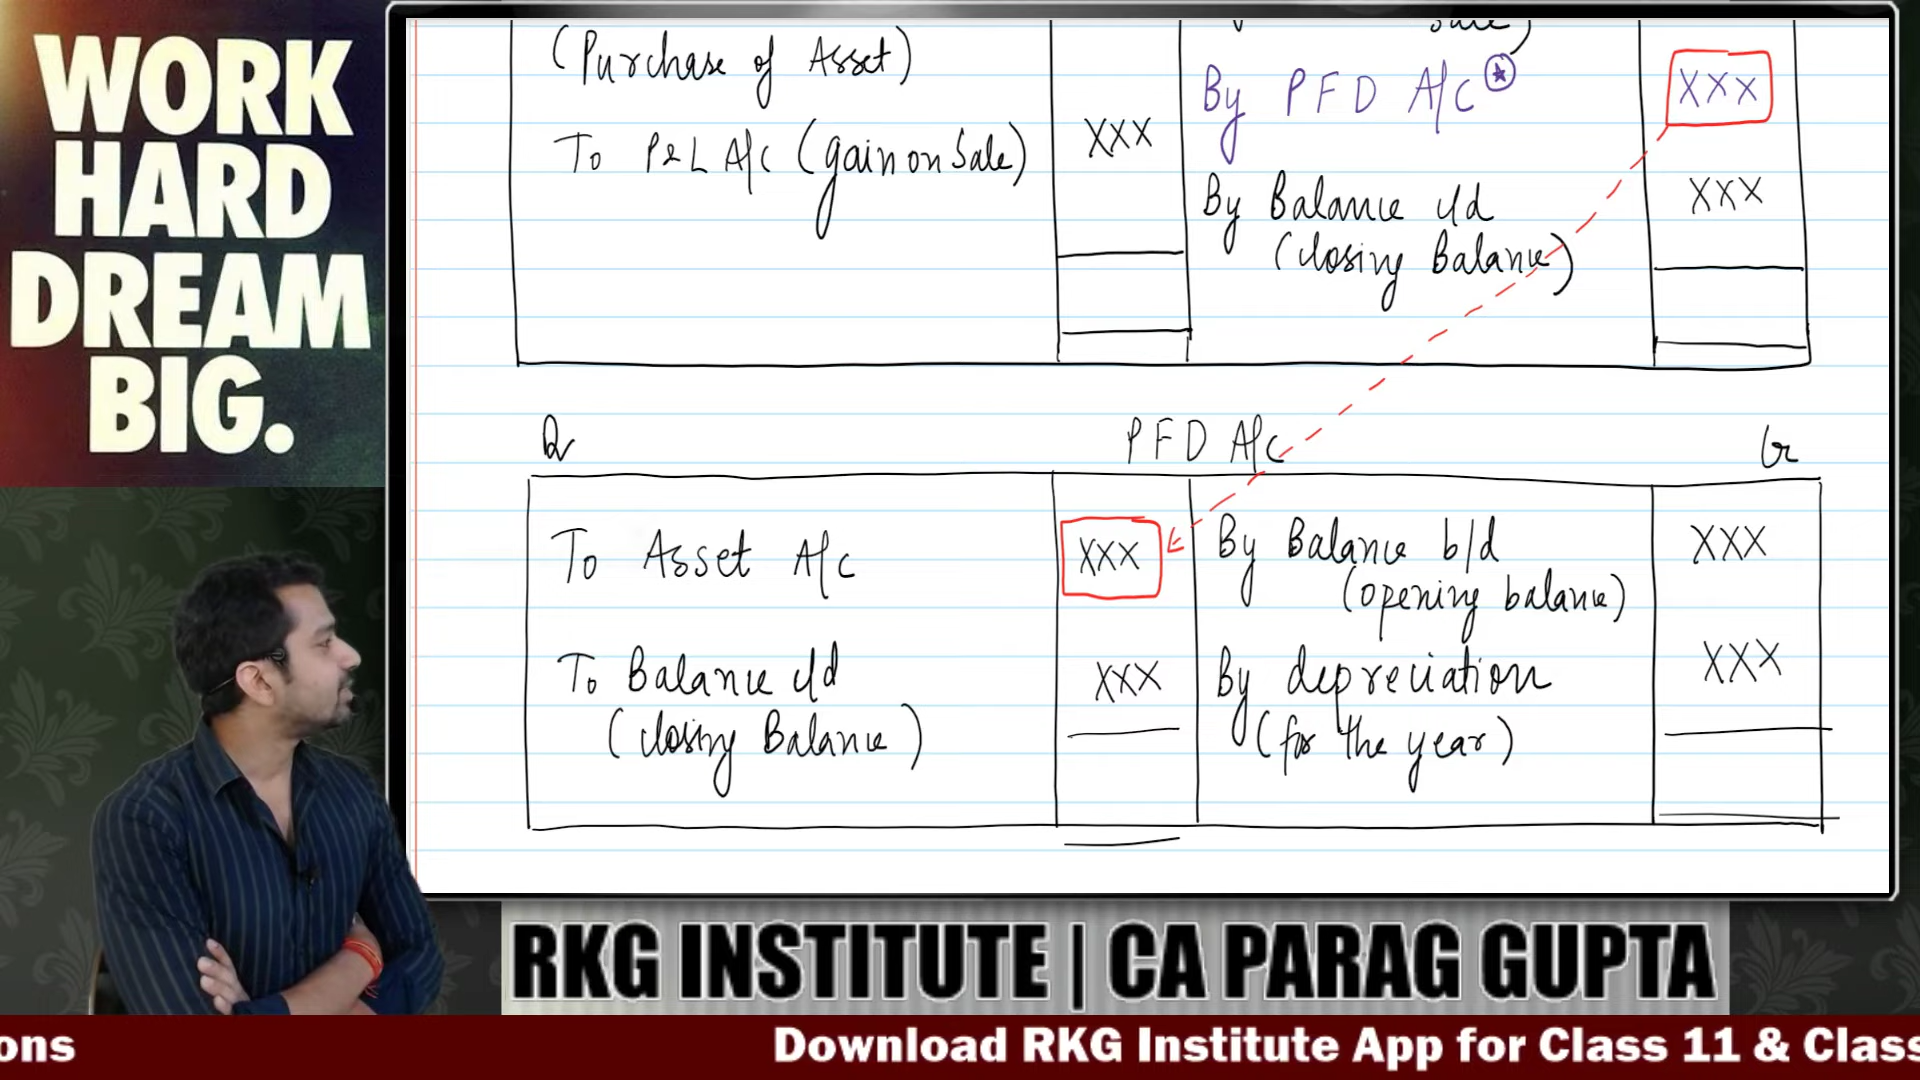 WORK
HARD
DREAM
BIG.
(Purchase of Asset)
To P&L A/c (gain on Sale) XXX
By PFD A/c XXX
By Balance c/d XXX
(closing Balance)
Dr PFD A/c Cr
To Asset A/c XXX
To Balance c/d XXX
(closing Balance)
By Balance b/d XXX
(opening balance)
By depreciation XXX
(for the year)
RKG INSTITUTE | CA PARAG GUPTA
ons Download RKG Institute App for Class 11 & Class